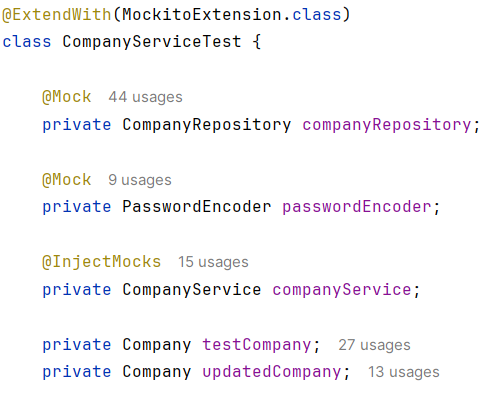 @ExtendWith(MockitoExtension.class)
class CompanyServiceTest {
@Mock 44 usages
private CompanyRepository companyRepository;
@Mock 9 usages
private PasswordEncoder passwordEncoder;
@InjectMocks 15 usages
private CompanyService companyService;
private Company testCompany; 27 usages
private Company updatedCompany; 13 usages